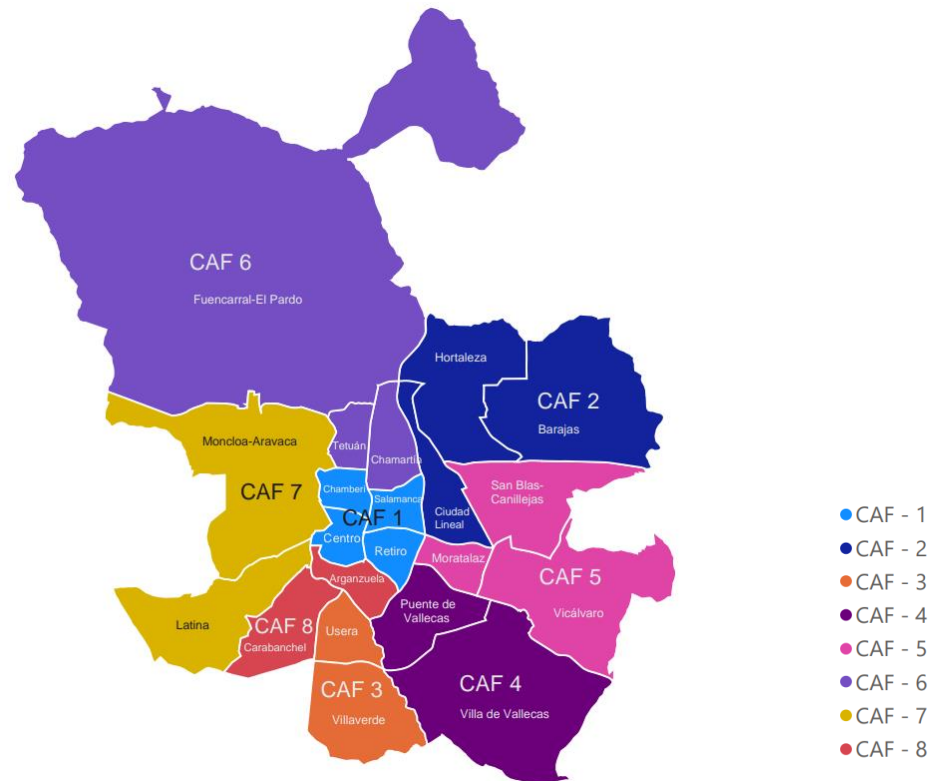 CAF 6
Fuencarral-El Pardo
Hortaleza
CAF 2
Barajas
Moncloa-Aravaca
Tetuán
Chamartín
CAF 7
Chamberí
Salamanca
San Blas-
Canillejas
CAF 1
Ciudad
Lineal
Centro
Retiro
Moratalaz
CAF 5
Vicálvaro
Arganzuela
Puente de
Vallecas
Latina
CAF 8
Carabanchel
Usera
CAF 3
Villaverde
CAF 4
Villa de Vallecas
CAF - 1
CAF - 2
CAF - 3
CAF - 4
CAF - 5
CAF - 6
CAF - 7
CAF - 8